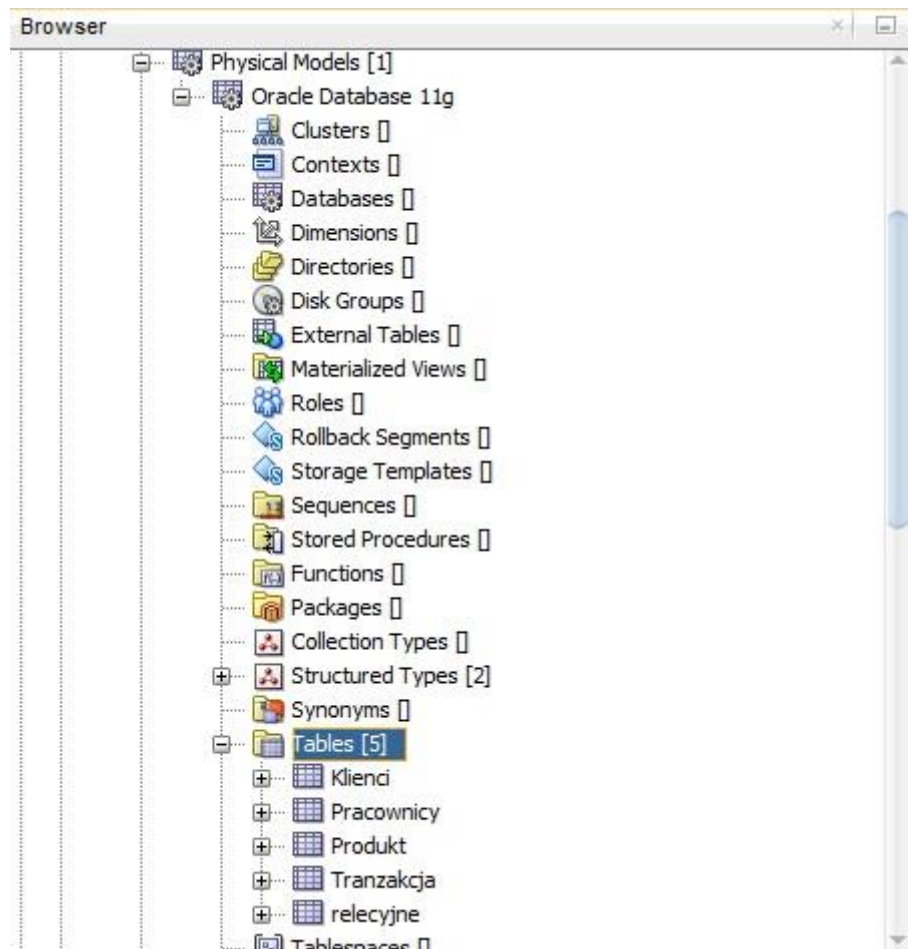 Browser
Physical Models [1]
Oracle Database 11g
Clusters []
Contexts []
Databases []
Dimensions []
Directories []
Disk Groups []
External Tables []
Materialized Views []
Roles []
Rollback Segments []
Storage Templates []
Sequences []
Stored Procedures []
Functions []
Packages []
Collection Types []
Structured Types [2]
Synonyms []
Tables [5]
Klienci
Pracownicy
Produkt
Tranzakcja
relecyjne
Tablespaces []